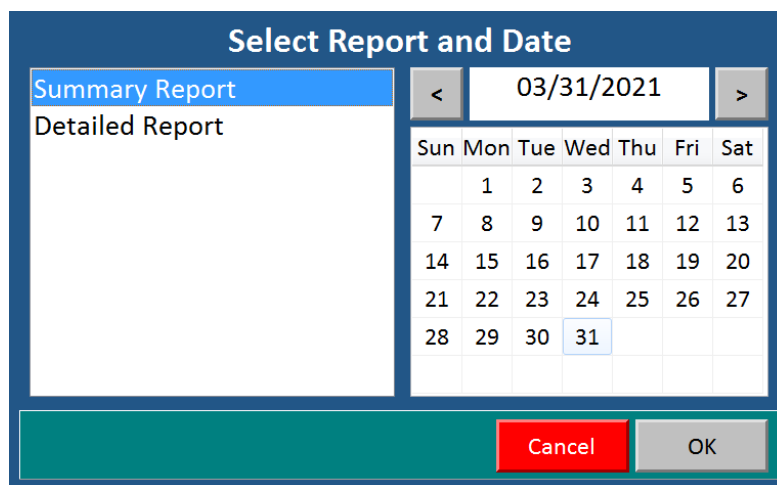 Select Report and Date
Summary Report
Detailed Report
< 03/31/2021 >
Sun Mon Tue Wed Thu Fri Sat
1 2 3 4 5 6
7 8 9 10 11 12 13
14 15 16 17 18 19 20
21 22 23 24 25 26 27
28 29 30 31
Cancel OK